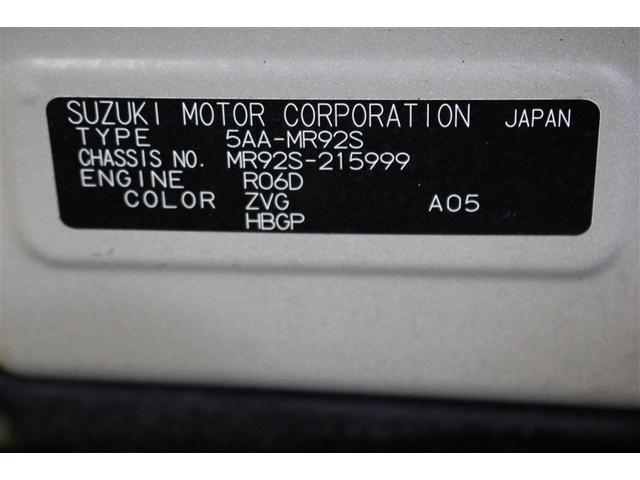 SUZUKI MOTOR CORPORATION JAPAN
TYPE 5AA-MR92S
CHASSIS NO. MR92S-215999
ENGINE R06D
COLOR ZVG A05
HBGP